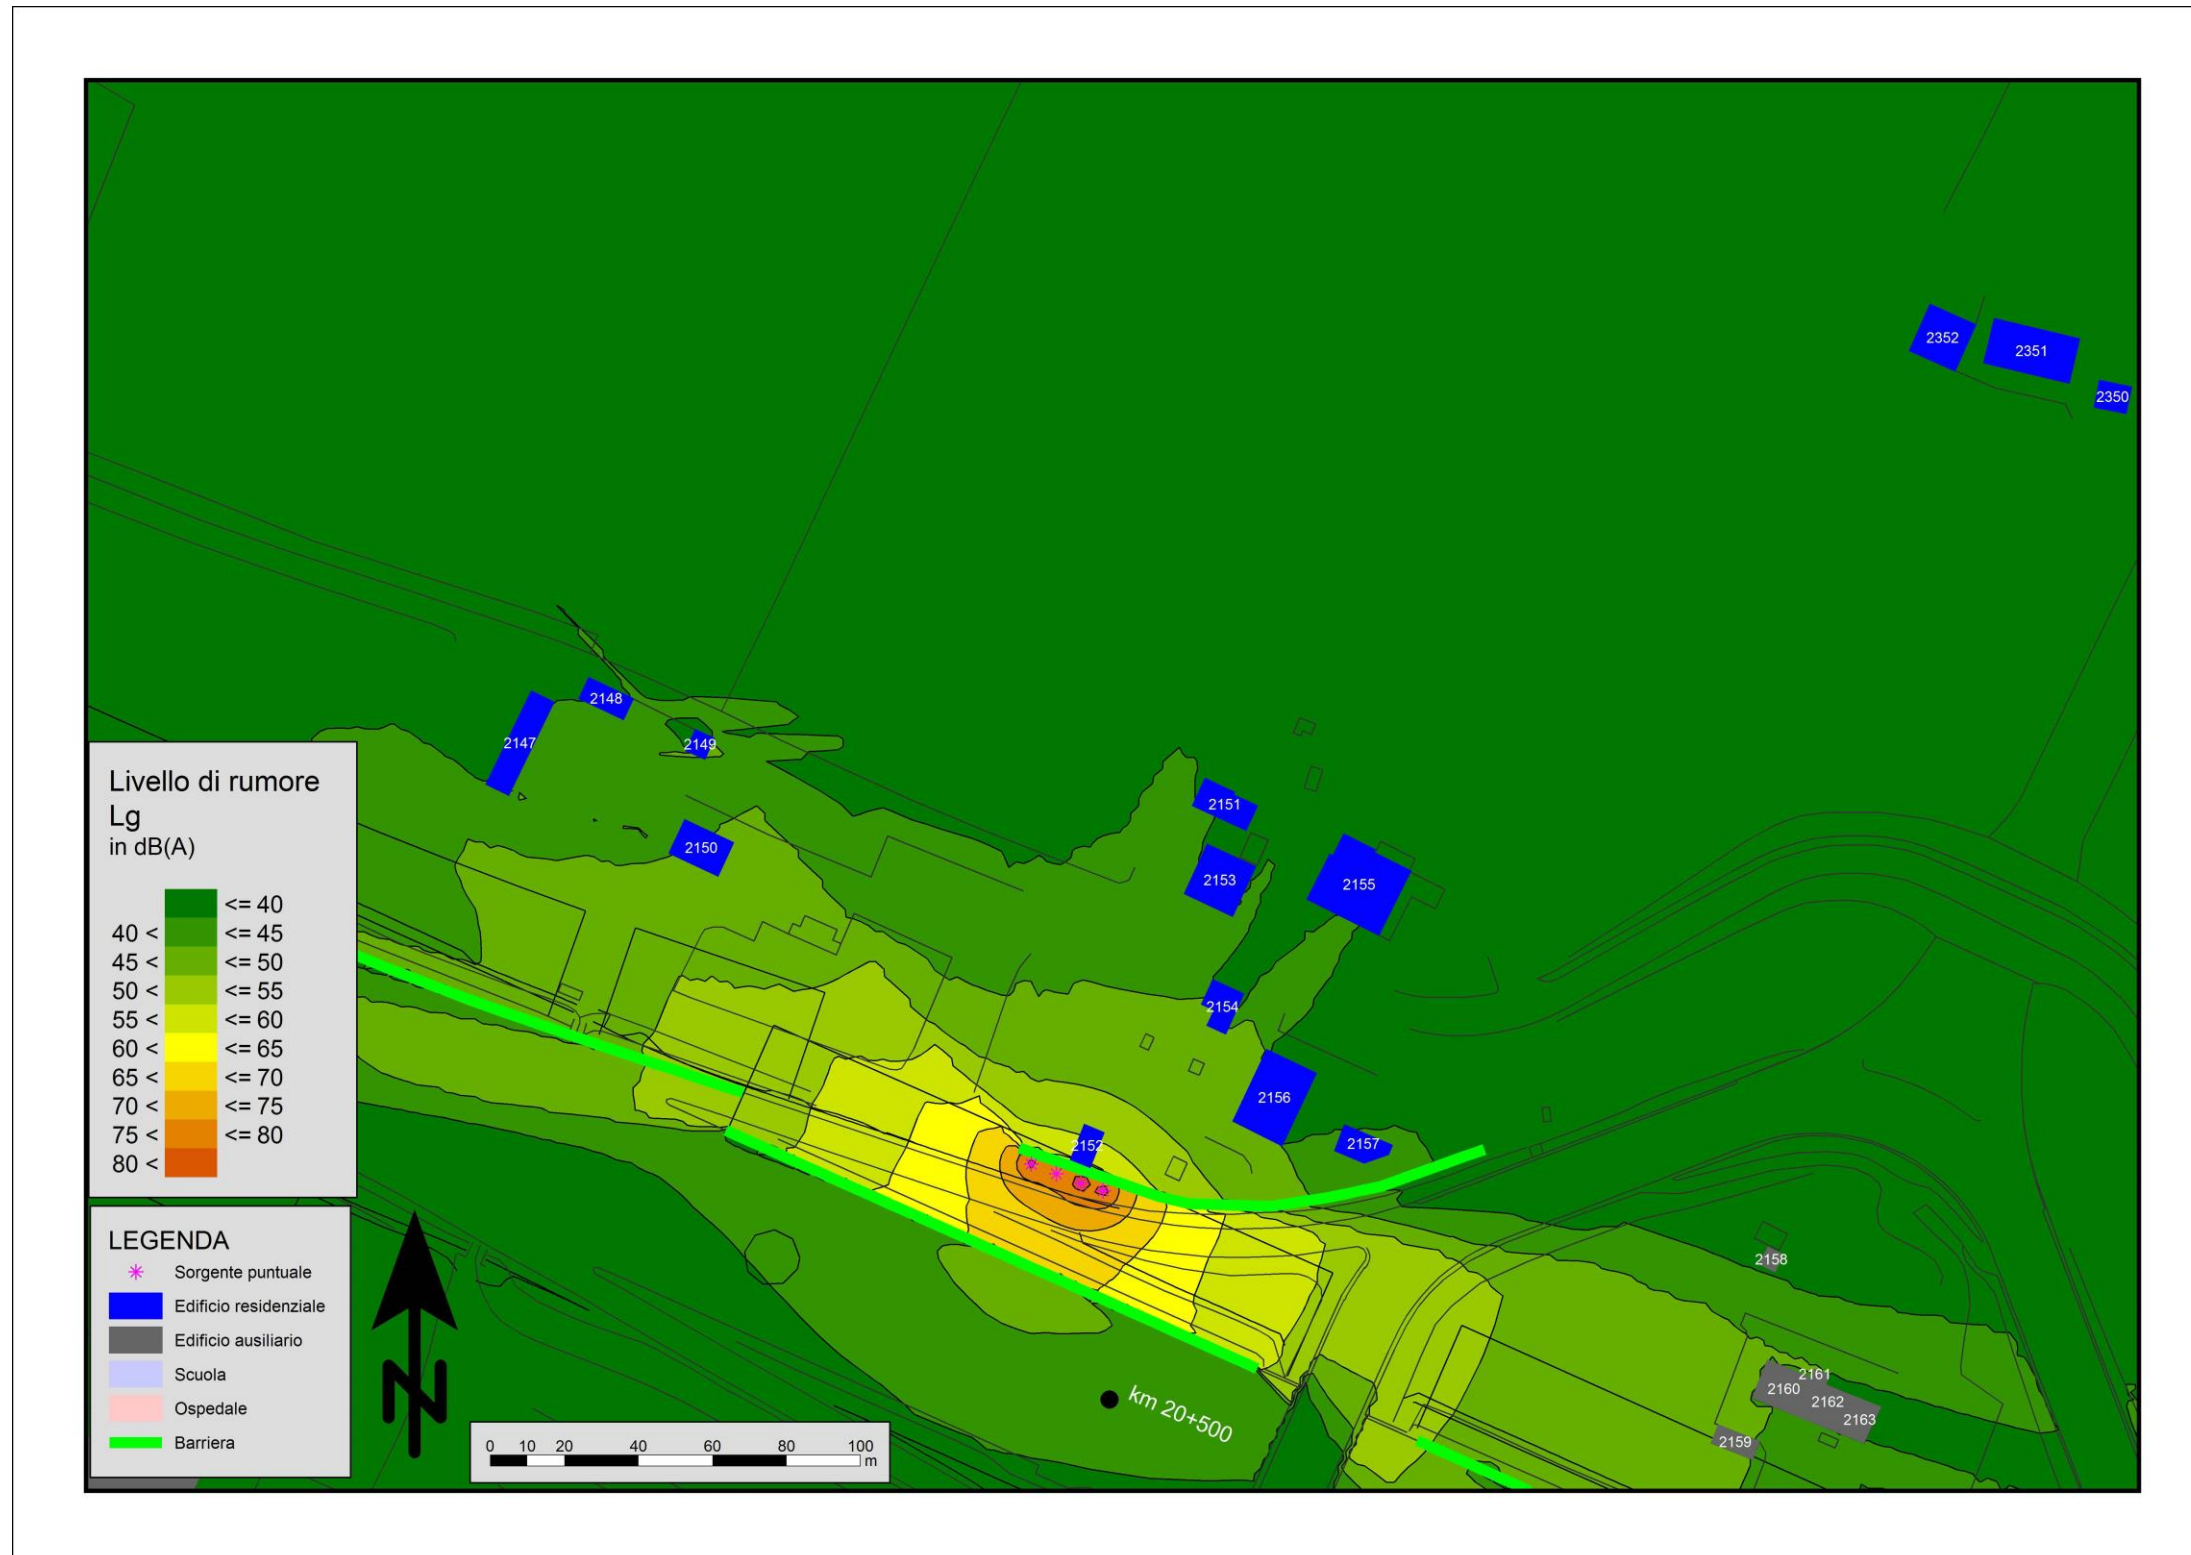 2352
2351
2350
2148
2147
2149
2151
2150
2153
2155
2154
2156
2152
2157
2158
2161
2160
2162
2163
2159
km 20+500
Livello di rumore
Lg
in dB(A)
<= 40
40 < <= 45
45 < <= 50
50 < <= 55
55 < <= 60
60 < <= 65
65 < <= 70
70 < <= 75
75 < <= 80
80 <
LEGENDA
Sorgente puntuale
Edificio residenziale
Edificio ausiliario
Scuola
Ospedale
Barriera
N
0 10 20 40 60 80 100
m